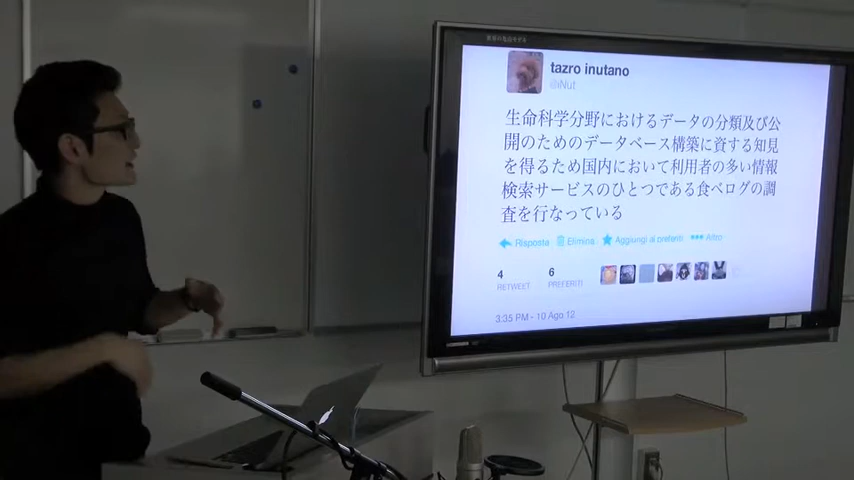 tazro inutano
@iNut
生命科学分野におけるデータの分類及び公
開のためのデータベース構築に資する知見
を得るため国内において利用者の多い情報
検索サービスのひとつである食べログの調
査を行なっている
Risposta Elimina Aggiungi ai preferiti Altro
4 6
RETWEET PREFERITI
3:35 PM - 10 Ago 12